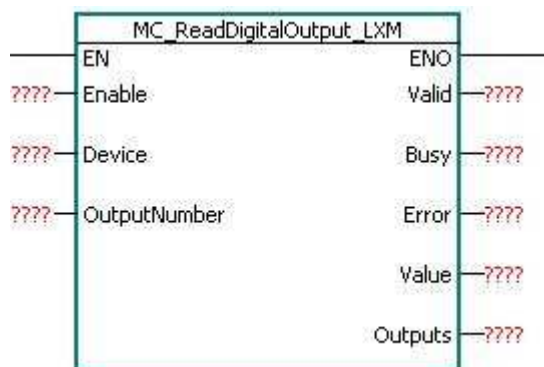 MC_ReadDigitalOutput_LXM
EN ENO
???? Enable Valid ????
???? Device Busy ????
???? OutputNumber Error ????
Value ????
Outputs ????